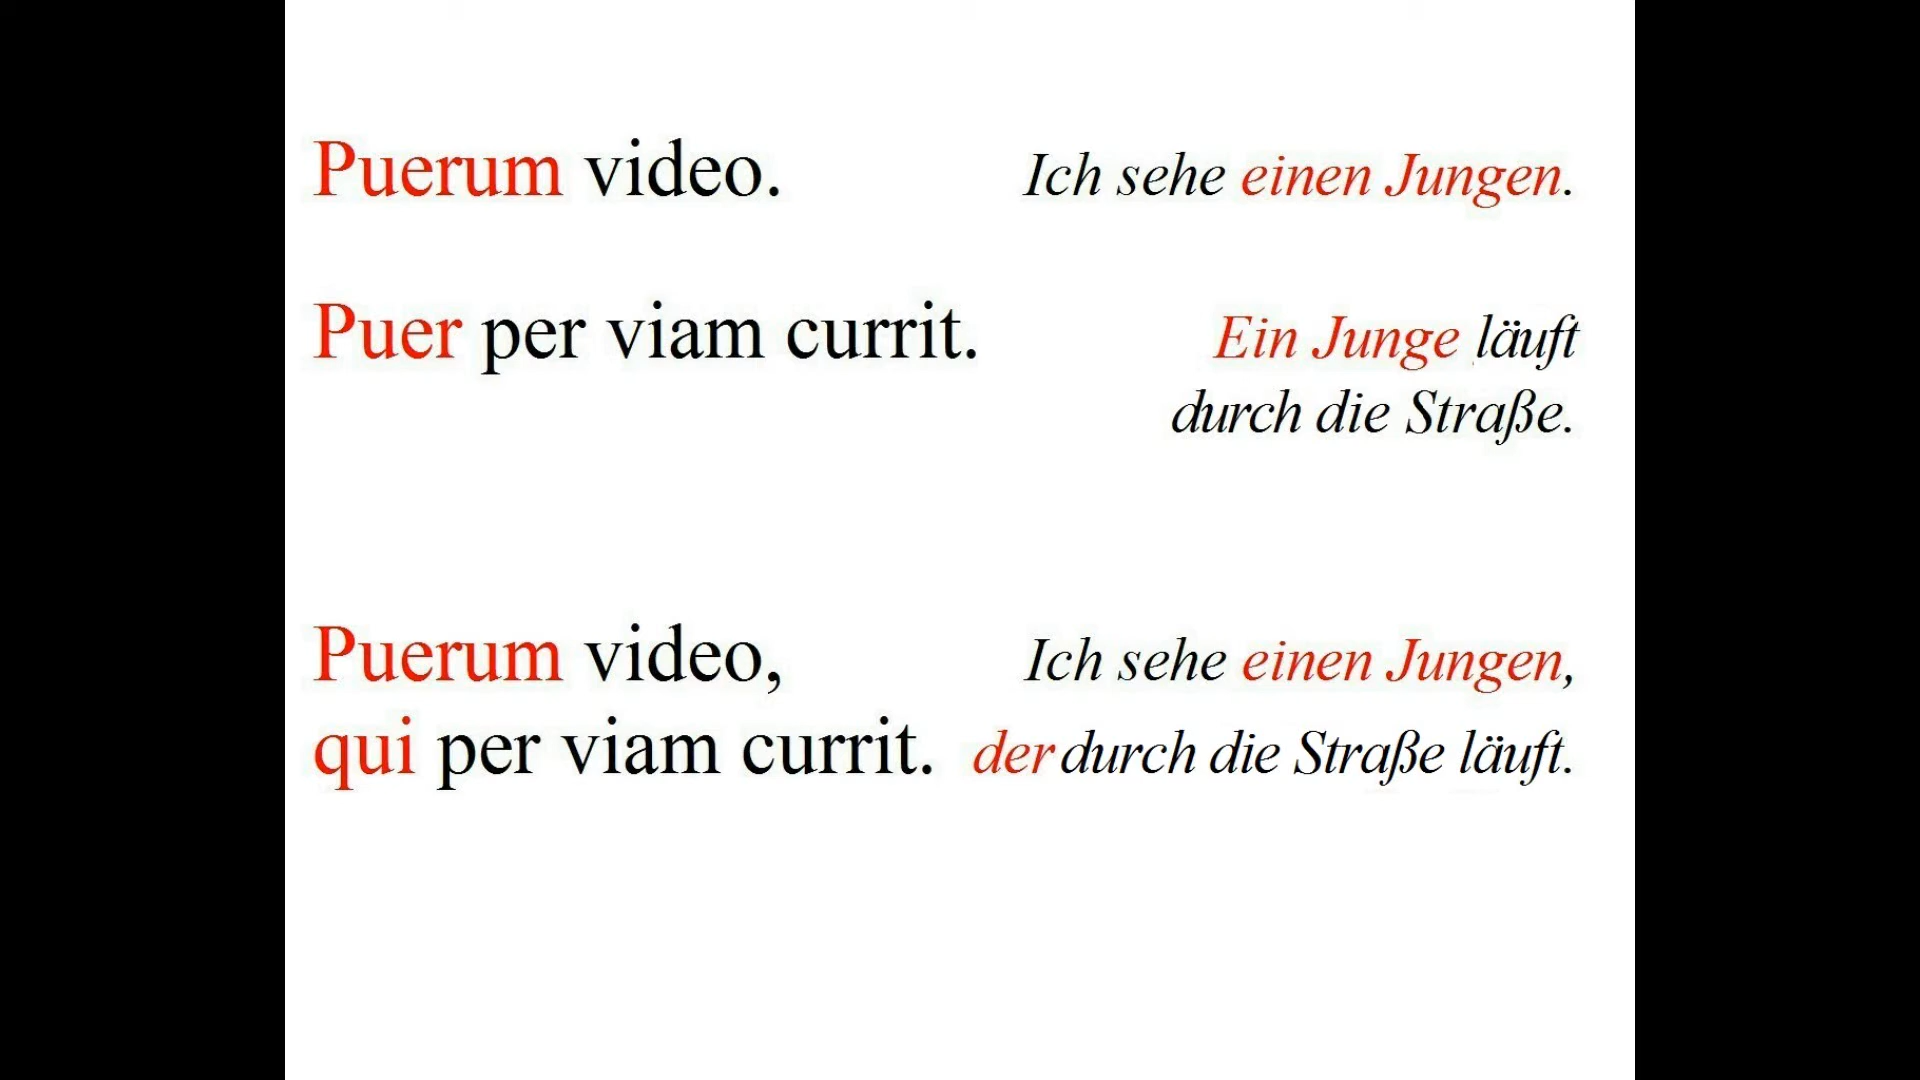 Puerum video. Ich sehe einen Jungen.
Puer per viam currit. Ein Junge läuft
durch die Straße.
Puerum video, Ich sehe einen Jungen,
qui per viam currit. der durch die Straße läuft.